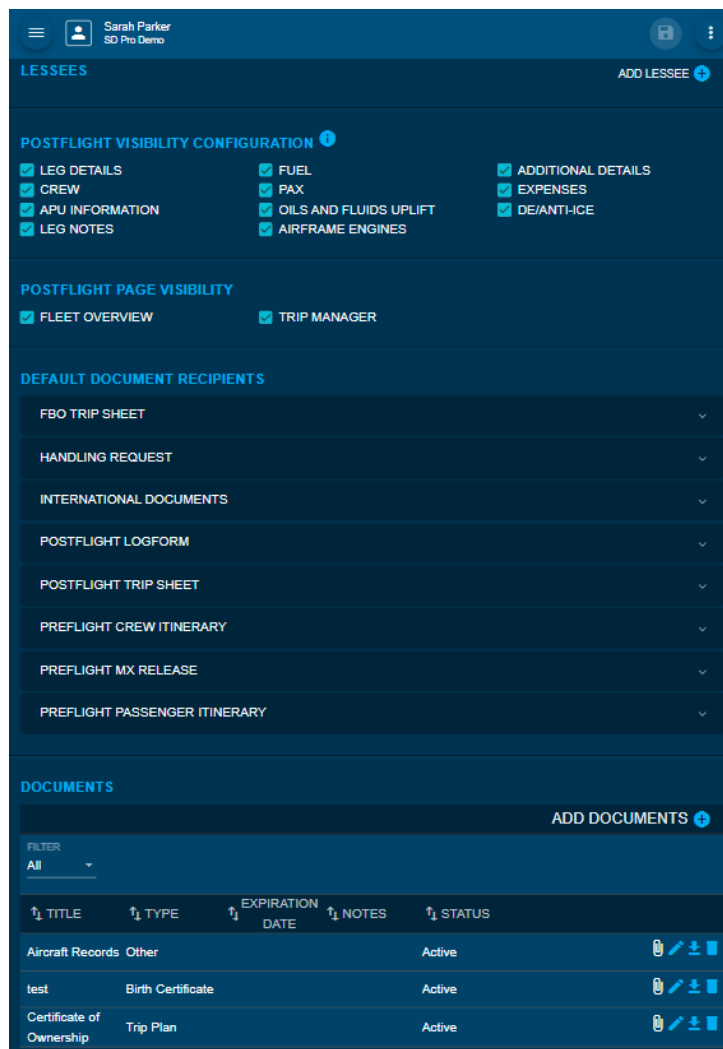 Sarah Parker
SD Pro Demo
LESSEES
ADD LESSEE
POSTFLIGHT VISIBILITY CONFIGURATION
LEG DETAILS FUEL ADDITIONAL DETAILS
CREW PAX EXPENSES
APU INFORMATION OILS AND FLUIDS UPLIFT DE/ANTI-ICE
LEG NOTES AIRFRAME ENGINES
POSTFLIGHT PAGE VISIBILITY
FLEET OVERVIEW TRIP MANAGER
DEFAULT DOCUMENT RECIPIENTS
FBO TRIP SHEET
HANDLING REQUEST
INTERNATIONAL DOCUMENTS
POSTFLIGHT LOGFORM
POSTFLIGHT TRIP SHEET
PREFLIGHT CREW ITINERARY
PREFLIGHT MX RELEASE
PREFLIGHT PASSENGER ITINERARY
DOCUMENTS
ADD DOCUMENTS
FILTER
All
TITLE TYPE EXPIRATION DATE NOTES STATUS
Aircraft Records Other Active
test Birth Certificate Active
Certificate of Ownership Trip Plan Active